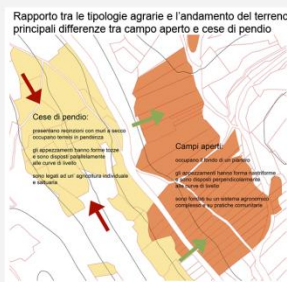 Rapporto tra le tipologie agrarie e l'andamento del terreno
principali differenze tra campo aperto e cese di pendio
Cese di pendio:
presentano recinzioni con muri a secco
occupano terreni in pendenza
gli appezzamenti hanno forme tozze
e sono disposti parallelamente
alle curve di livello
sono legati ad un' agricoltura individuale
e saltuaria
Campi aperti:
occupano il fondo di un pianoro
gli appezzamenti hanno forma nastriforme
e sono disposti perpendicolarmente
alle curve di livello
sono fondati su un sistema agronomico
complesso e su pratiche comunitarie